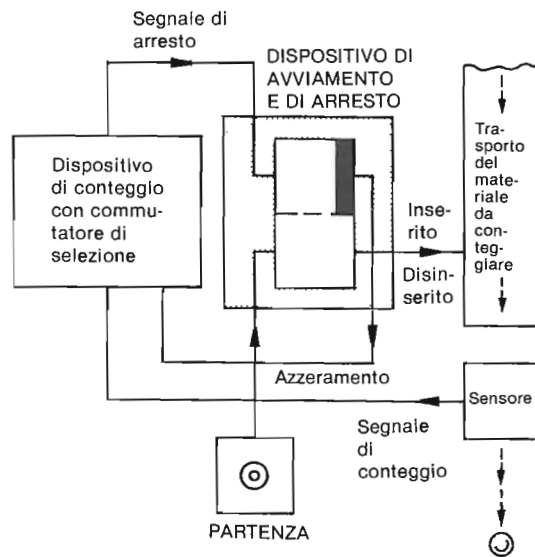 Segnale di
arresto
DISPOSITIVO DI
AVVIAMENTO
E DI ARRESTO
Dispositivo
di conteggio
con commu-
tatore di
selezione
Inse-
rito
Disin-
serito
Tra-
sporto
del
mate-
riale
da
con-
teg-
giare
Azzeramento
Sensore
Segnale
di
conteggio
PARTENZA